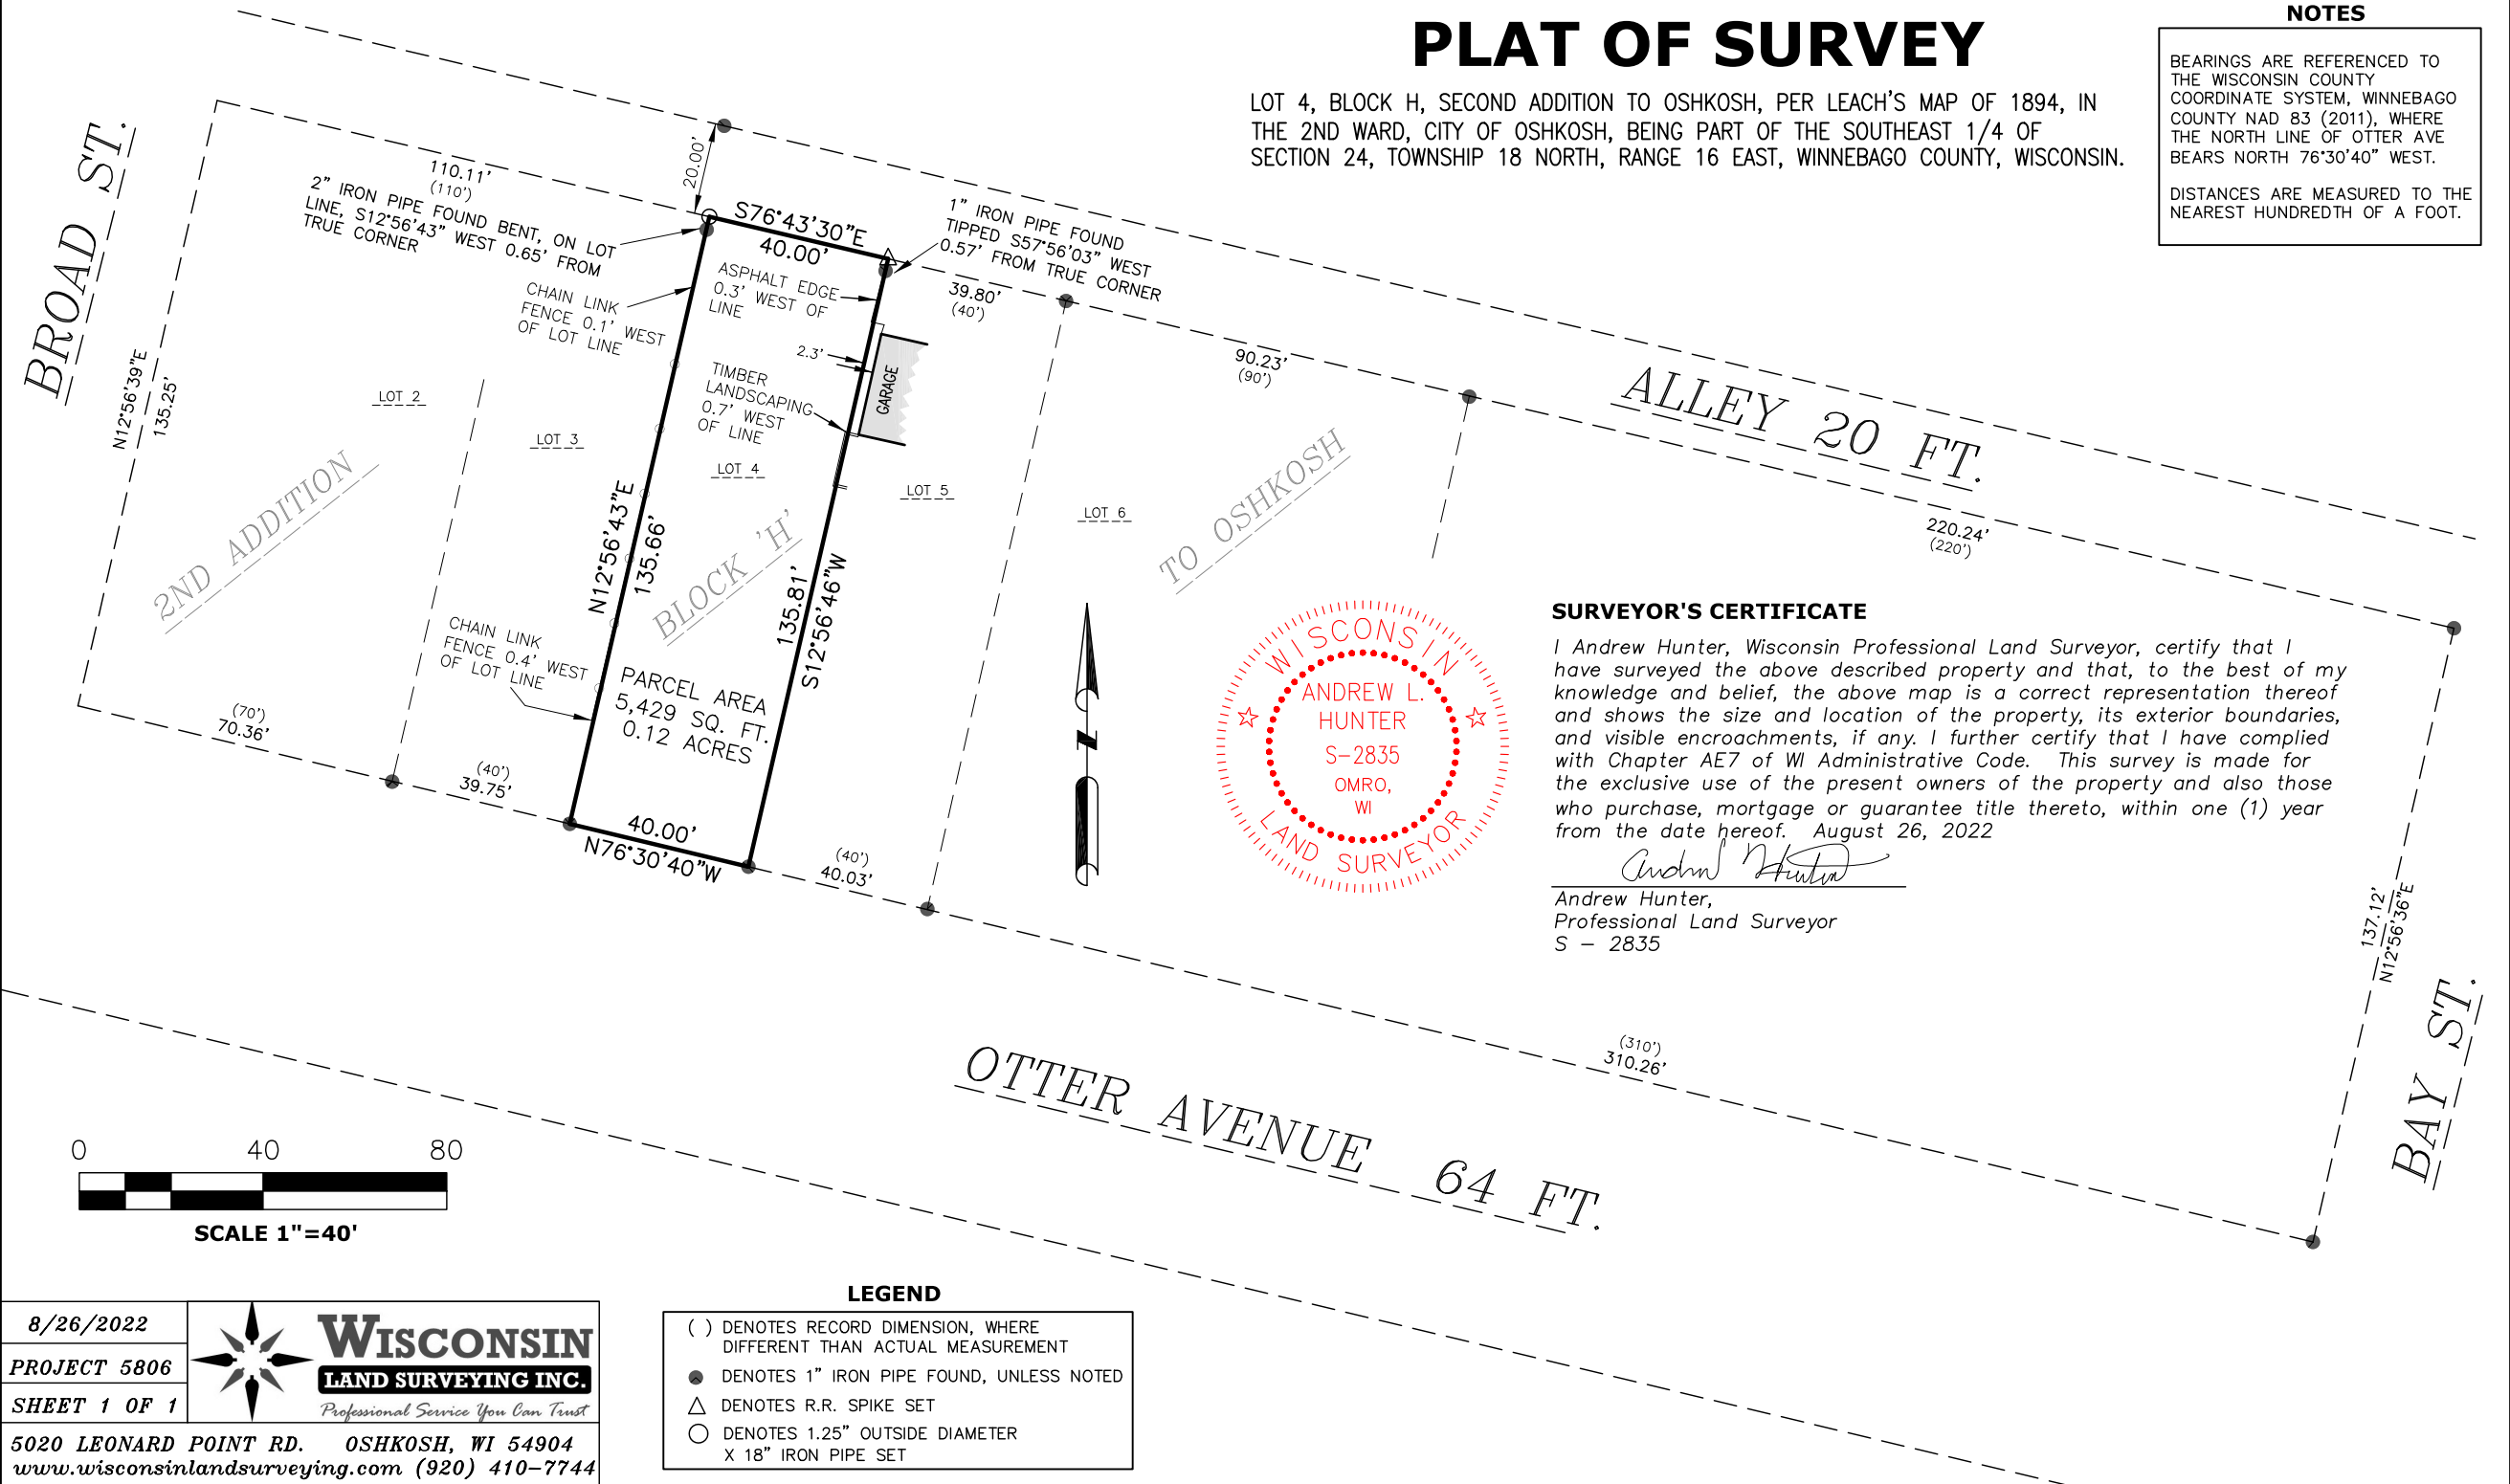 PLAT OF SURVEY
LOT 4, BLOCK H, SECOND ADDITION TO OSHKOSH, PER LEACH'S MAP OF 1894, IN
THE 2ND WARD, CITY OF OSHKOSH, BEING PART OF THE SOUTHEAST 1/4 OF
SECTION 24, TOWNSHIP 18 NORTH, RANGE 16 EAST, WINNEBAGO COUNTY, WISCONSIN.
NOTES
BEARINGS ARE REFERENCED TO
THE WISCONSIN COUNTY
COORDINATE SYSTEM, WINNEBAGO
COUNTY NAD 83 (2011), WHERE
THE NORTH LINE OF OTTER AVE
BEARS NORTH 76°30'40" WEST.
DISTANCES ARE MEASURED TO THE
NEAREST HUNDREDTH OF A FOOT.
BROAD ST.
N12°56'39"E
135.25'
110.11'
(110')
20.00'
2" IRON PIPE FOUND BENT, ON LOT
LINE, S12°56'43" WEST 0.65' FROM
TRUE CORNER
S76°43'30"E
40.00'
1" IRON PIPE FOUND
TIPPED S57°56'03" WEST
0.57' FROM TRUE CORNER
CHAIN LINK
FENCE 0.1' WEST
OF LOT LINE
ASPHALT EDGE
0.3' WEST OF
LINE
39.80'
(40')
2.3'
GARAGE
TIMBER
LANDSCAPING
0.7' WEST
OF LINE
90.23'
(90')
ALLEY 20 FT.
220.24'
(220')
LOT 2
LOT 3
LOT 4
LOT 5
LOT 6
2ND ADDITION
BLOCK 'H'
TO OSHKOSH
N12°56'43"E
135.66'
135.81'
S12°56'46"W
CHAIN LINK
FENCE 0.4' WEST
OF LOT LINE
PARCEL AREA
5,429 SQ. FT.
0.12 ACRES
(70')
70.36'
(40')
39.75'
40.00'
N76°30'40"W
(40')
40.03'
N
WISCONSIN
ANDREW L.
HUNTER
S-2835
OMRO,
WI
LAND SURVEYOR
SURVEYOR'S CERTIFICATE
I Andrew Hunter, Wisconsin Professional Land Surveyor, certify that I
have surveyed the above described property and that, to the best of my
knowledge and belief, the above map is a correct representation thereof
and shows the size and location of the property, its exterior boundaries,
and visible encroachments, if any. I further certify that I have complied
with Chapter AE7 of WI Administrative Code. This survey is made for
the exclusive use of the present owners of the property and also those
who purchase, mortgage or guarantee title thereto, within one (1) year
from the date hereof. August 26, 2022
Andrew Hunter
Andrew Hunter,
Professional Land Surveyor
S - 2835
137.12'
N12°56'36"E
BAY ST.
(310')
310.26'
OTTER AVENUE 64 FT.
0 40 80
SCALE 1"=40'
8/26/2022
PROJECT 5806
SHEET 1 OF 1
WISCONSIN
LAND SURVEYING INC.
Professional Service You Can Trust
5020 LEONARD POINT RD. OSHKOSH, WI 54904
www.wisconsinlandsurveying.com (920) 410-7744
LEGEND
( ) DENOTES RECORD DIMENSION, WHERE
DIFFERENT THAN ACTUAL MEASUREMENT
DENOTES 1" IRON PIPE FOUND, UNLESS NOTED
DENOTES R.R. SPIKE SET
DENOTES 1.25" OUTSIDE DIAMETER
X 18" IRON PIPE SET